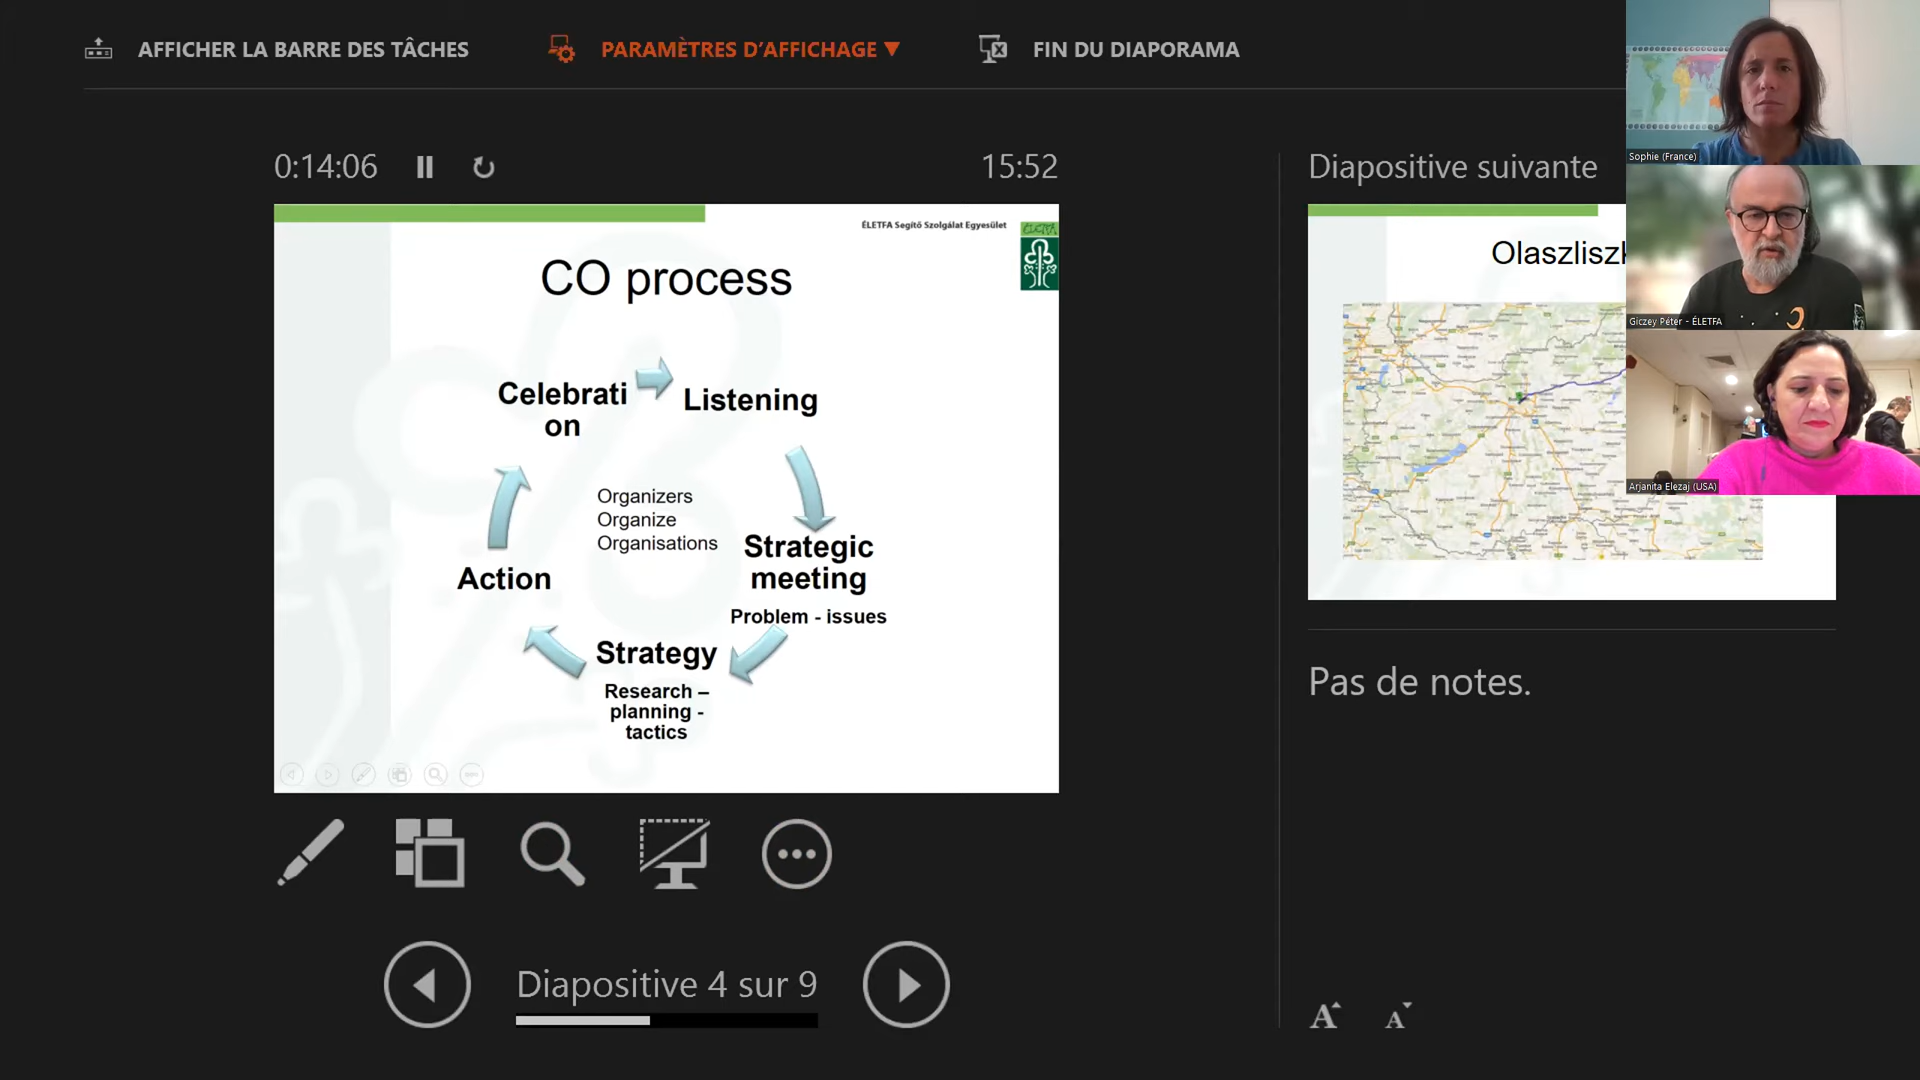 AFFICHER LA BARRE DES TÂCHES
PARAMÈTRES D'AFFICHAGE ▼
FIN DU DIAPORAMA
0:14:06
15:52
ÉLETFA Segítő Szolgálat Egyesület
ÉLETFA
CO process
Celebrati
on
Listening
Organizers
Organize
Organisations
Strategic
meeting
Problem - issues
Action
Strategy
Research –
planning -
tactics
Diapositive 4 sur 9
Diapositive suivante
Olaszliszk
Pas de notes.
A
A
Sophie (France)
Giczey Péter - ÉLETFA
Arjanita Elezaj (USA)